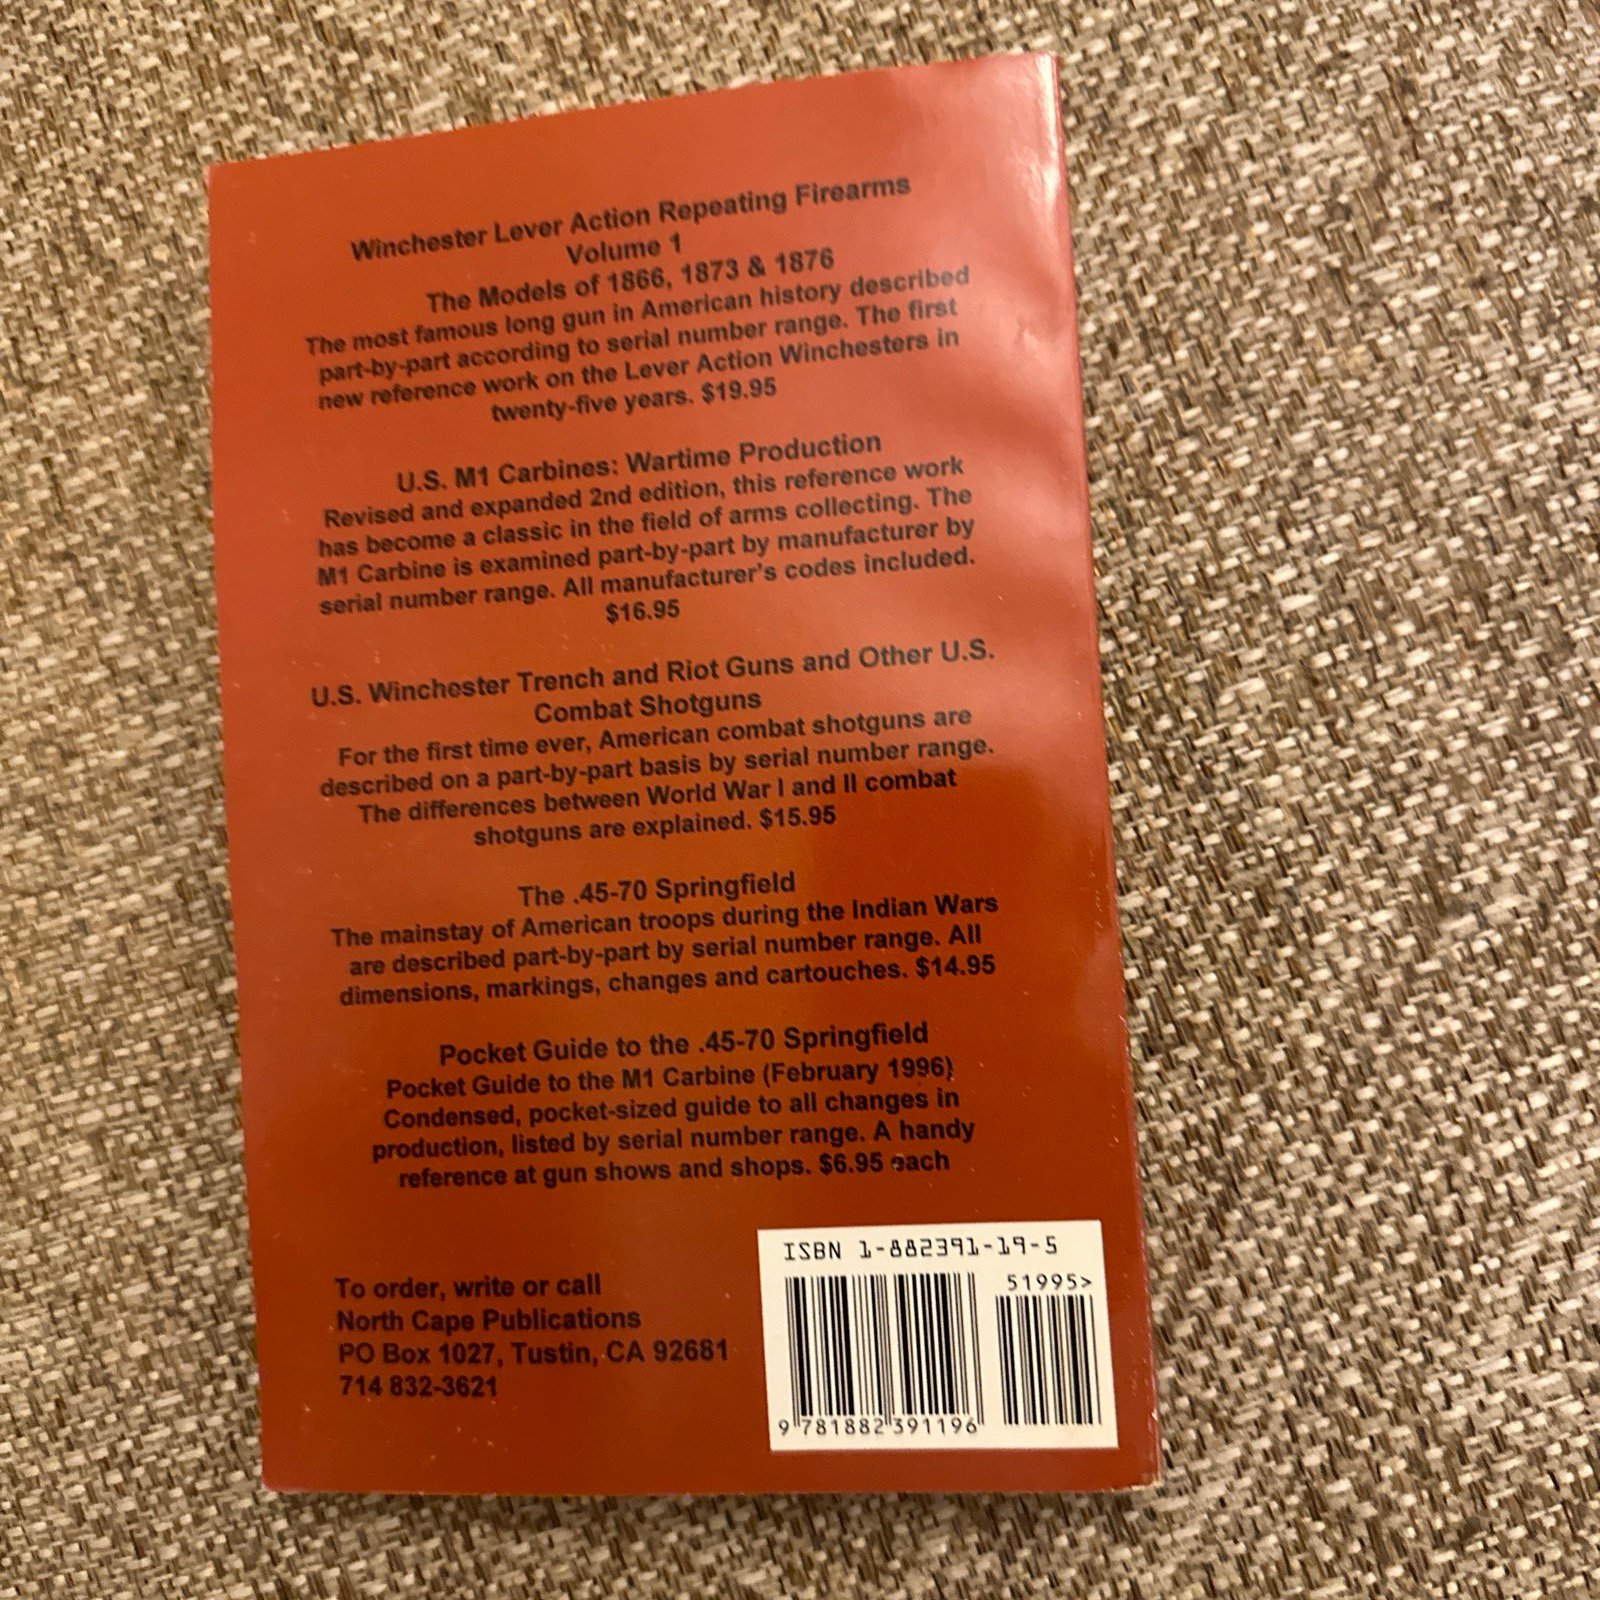 Winchester Lever Action Repeating Firearms
Volume 1
The Models of 1866, 1873 & 1876
The most famous long gun in American history described
part-by-part according to serial number range. The first
new reference work on the Lever Action Winchesters in
twenty-five years. $19.95
U.S. M1 Carbines: Wartime Production
Revised and expanded 2nd edition, this reference work
has become a classic in the field of arms collecting. The
M1 Carbine is examined part-by-part by manufacturer by
serial number range. All manufacturer's codes included.
$16.95
U.S. Winchester Trench and Riot Guns and Other U.S.
Combat Shotguns
For the first time ever, American combat shotguns are
described on a part-by-part basis by serial number range.
The differences between World War I and II combat
shotguns are explained. $15.95
The .45-70 Springfield
The mainstay of American troops during the Indian Wars
are described part-by-part by serial number range. All
dimensions, markings, changes and cartouches. $14.95
Pocket Guide to the .45-70 Springfield
Pocket Guide to the M1 Carbine (February 1996)
Condensed, pocket-sized guide to all changes in
production, listed by serial number range. A handy
reference at gun shows and shops. $6.95 each
To order, write or call
North Cape Publications
PO Box 1027, Tustin, CA 92681
714 832-3621
ISBN 1-882391-19-5
51995>
9 781882 391196